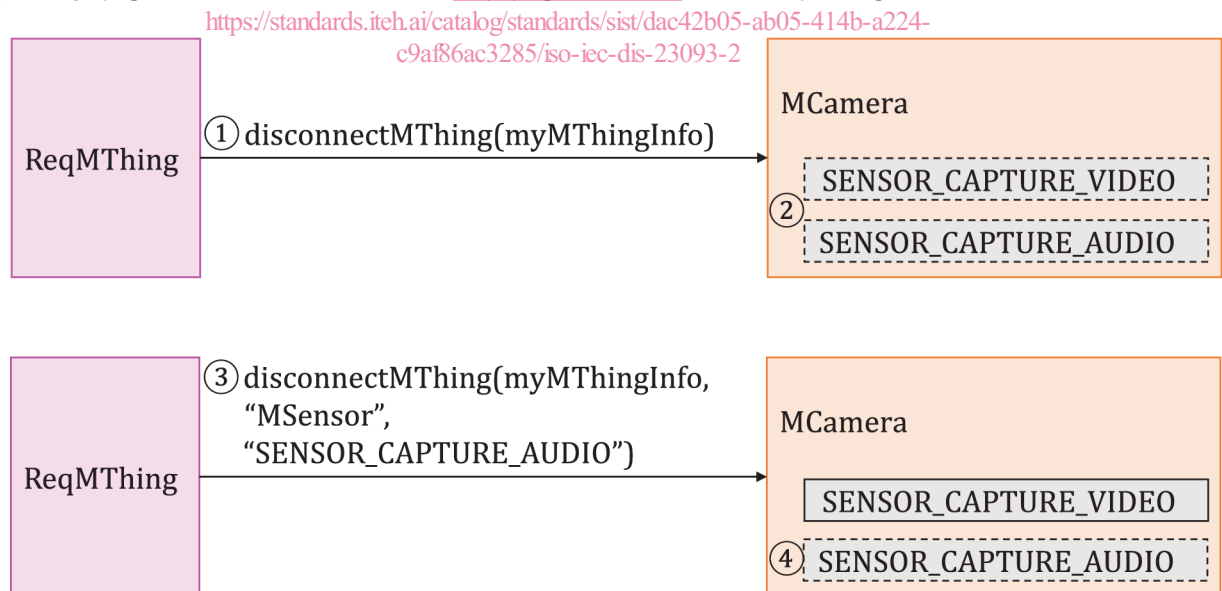 https://standards.iteh.ai/catalog/standards/sist/dac42b05-ab05-414b-a224-
c9af86ac3285/iso-iec-dis-23093-2
ReqMThing
① disconnectMThing(myMThingInfo)
MCamera
SENSOR_CAPTURE_VIDEO
②
SENSOR_CAPTURE_AUDIO
ReqMThing
③ disconnectMThing(myMThingInfo,
“MSensor”,
“SENSOR_CAPTURE_AUDIO”)
MCamera
SENSOR_CAPTURE_VIDEO
④ SENSOR_CAPTURE_AUDIO